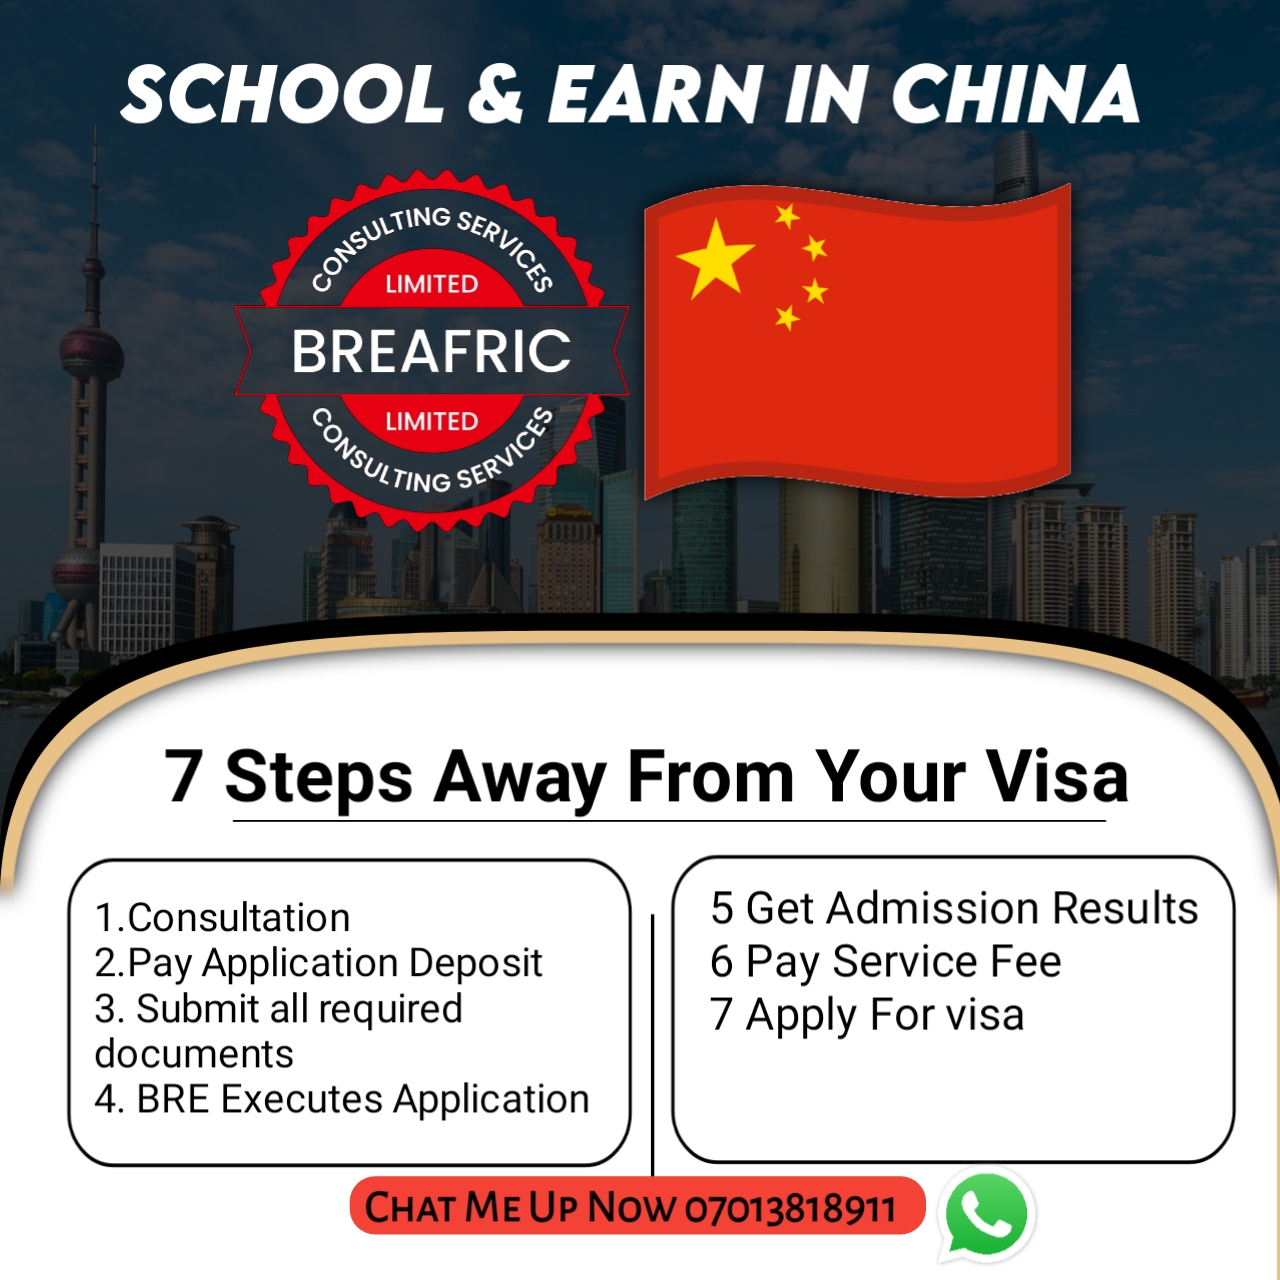 SCHOOL & EARN IN CHINA
CONSULTING SERVICES
LIMITED
BREAFRIC
LIMITED
CONSULTING SERVICES
Shangri-La
7 Steps Away From Your Visa
1.Consultation
2.Pay Application Deposit
3. Submit all required
documents
4. BRE Executes Application
5 Get Admission Results
6 Pay Service Fee
7 Apply For visa
CHAT ME UP NOW 07013818911